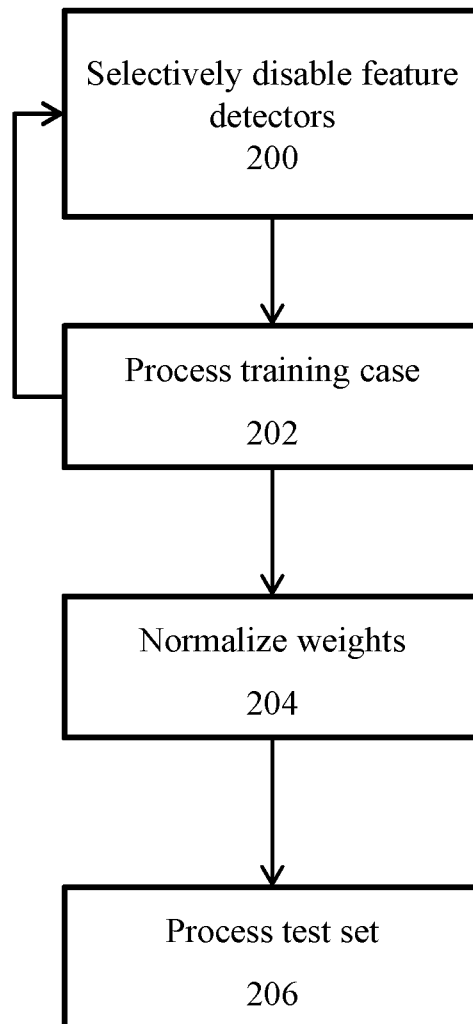 Selectively disable feature
detectors
200
Process training case
202
Normalize weights
204
Process test set
206